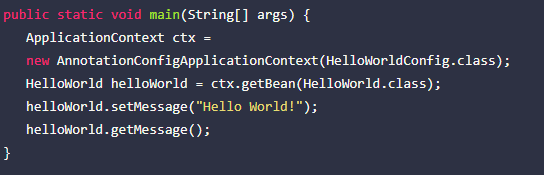 public static void main(String[] args) {
ApplicationContext ctx =
new AnnotationConfigApplicationContext(HelloWorldConfig.class);
HelloWorld helloWorld = ctx.getBean(HelloWorld.class);
helloWorld.setMessage("Hello World!");
helloWorld.getMessage();
}